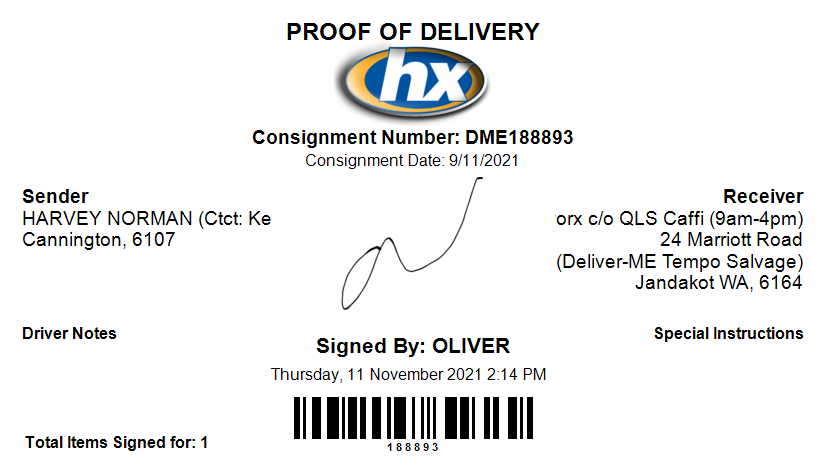 PROOF OF DELIVERY
hx
Consignment Number: DME188893
Consignment Date: 9/11/2021
Sender
HARVEY NORMAN (Ctct: Ke
Cannington, 6107
Receiver
orx c/o QLS Caffi (9am-4pm)
24 Marriott Road
(Deliver-ME Tempo Salvage)
Jandakot WA, 6164
Driver Notes
Special Instructions
Signed By: OLIVER
Thursday, 11 November 2021 2:14 PM
188893
Total Items Signed for: 1